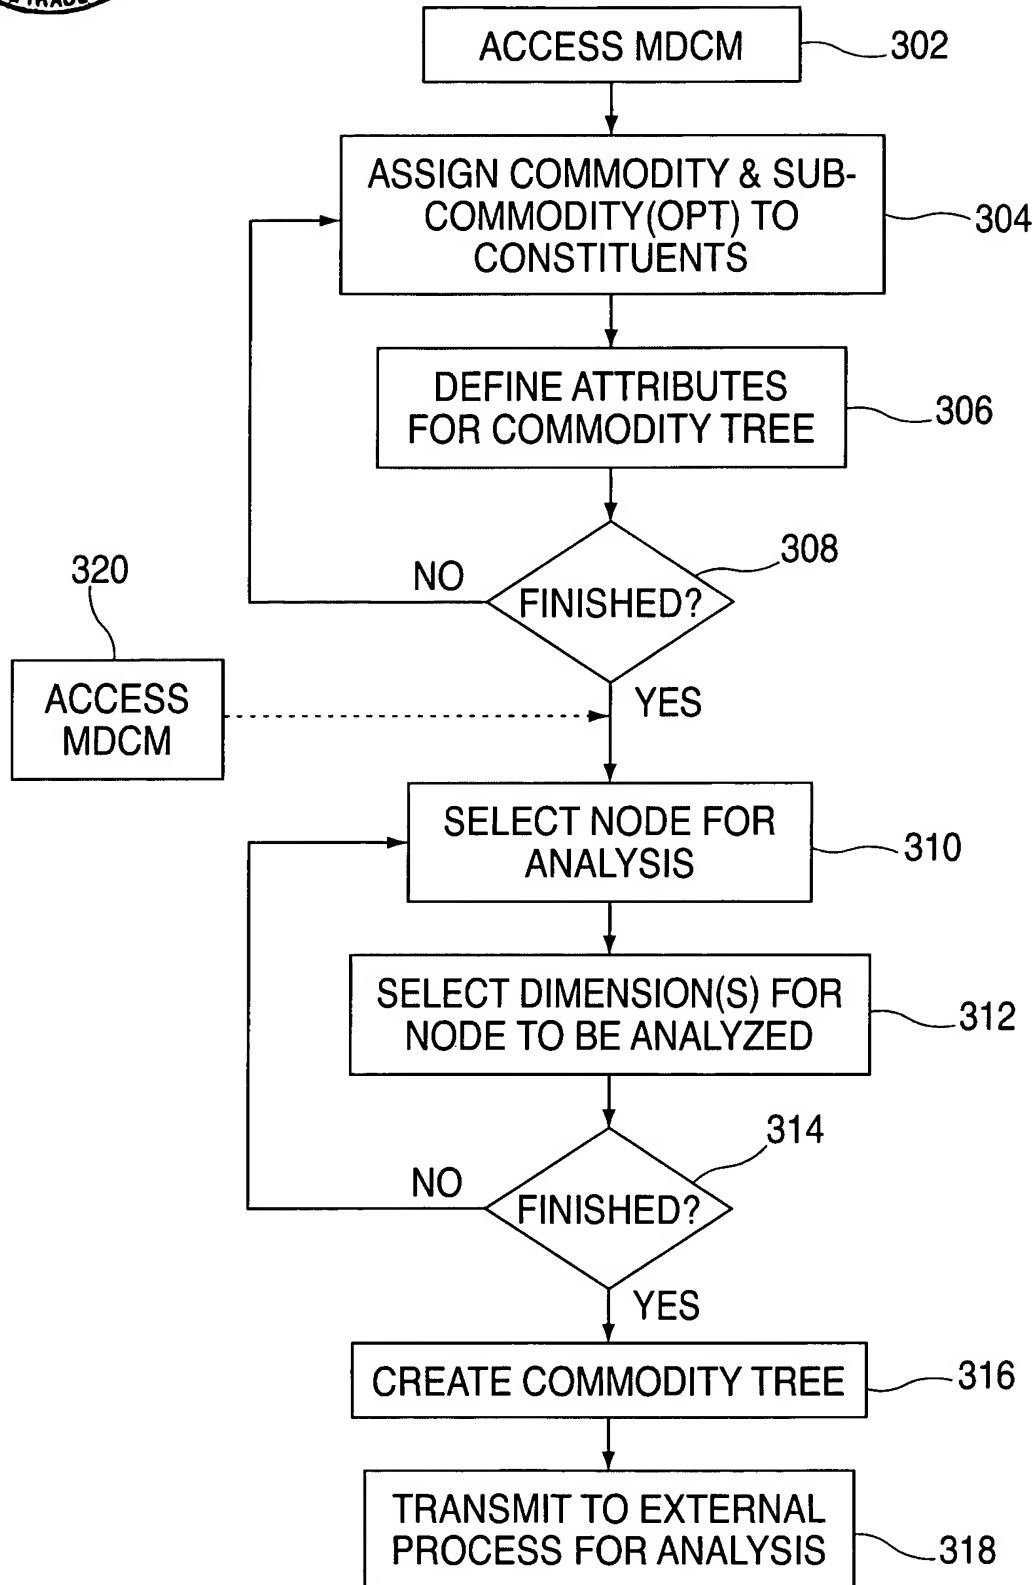 TRADE
ACCESS MDCM
302
ASSIGN COMMODITY & SUB-
COMMODITY(OPT) TO
CONSTITUENTS
304
DEFINE ATTRIBUTES
FOR COMMODITY TREE
306
308
FINISHED?
NO
YES
320
ACCESS
MDCM
SELECT NODE FOR
ANALYSIS
310
SELECT DIMENSION(S) FOR
NODE TO BE ANALYZED
312
314
FINISHED?
NO
YES
CREATE COMMODITY TREE
316
TRANSMIT TO EXTERNAL
PROCESS FOR ANALYSIS
318